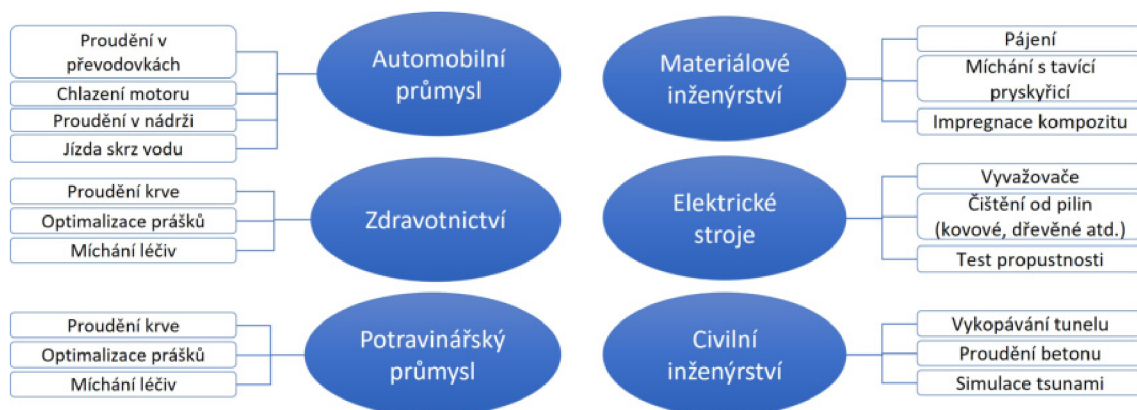 Proudění v
převodovkách
Chlazení motoru
Proudění v nádrži
Jízda skrz vodu
Automobilní
průmysl
Proudění krve
Optimalizace prášků
Míchání léčiv
Zdravotnictví
Proudění krve
Optimalizace prášků
Míchání léčiv
Potravinářský
průmysl
Materiálové
inženýrství
Pájení
Míchání s tavící
pryskyřicí
Impregnace kompozitu
Elektrické
stroje
Vyvažovače
Čištění od pilin
(kovové, dřevěné atd.)
Test propustnosti
Civilní
inženýrství
Vykopávání tunelu
Proudění betonu
Simulace tsunami